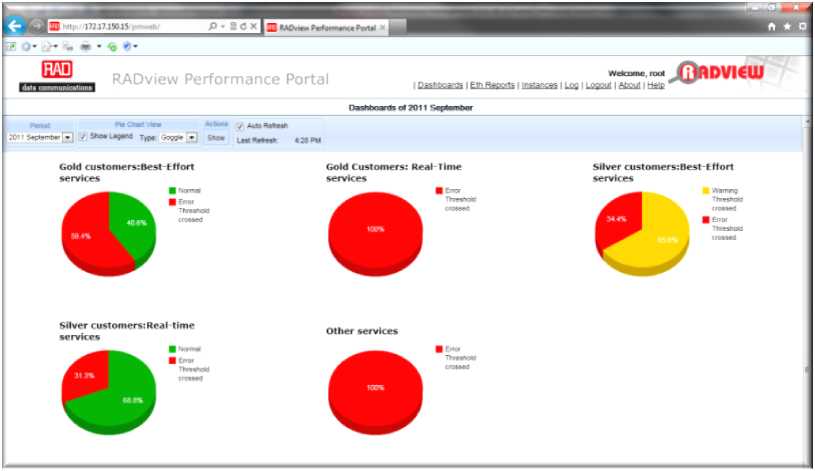 http://172.17.150.15/pmweb/
RAD RADview Performance Portal
RAD
data communications
RADview Performance Portal
Welcome, root
| Dashboards | Eth Reports | Instances | Log | Logout | About | Help
RADVIEW
Dashboards of 2011 September
Period
2011 September
Pie Chart View
Show Legend Type: Goggle
Actions
Show
Auto Refresh
Last Refresh: 4:28 PM
Gold customers:Best-Effort
services
Normal
Error
Threshold
crossed
40.6%
59.4%
Gold Customers: Real-Time
services
Error
Threshold
crossed
100%
Silver customers:Best-Effort
services
Warning
Threshold
crossed
Error
Threshold
crossed
34.4%
65.6%
Silver customers:Real-time
services
Normal
Error
Threshold
crossed
31.3%
68.8%
Other services
Error
Threshold
crossed
100%